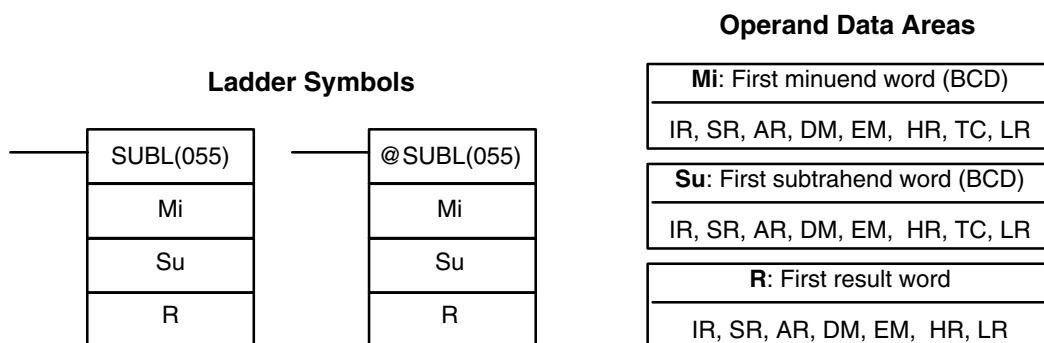 Operand Data Areas
Ladder Symbols
Mi: First minuend word (BCD)
IR, SR, AR, DM, EM, HR, TC, LR
SUBL(055)
@SUBL(055)
Su: First subtrahend word (BCD)
Mi
Mi
IR, SR, AR, DM, EM, HR, TC, LR
Su
Su
R: First result word
R
R
IR, SR, AR, DM, EM, HR, LR